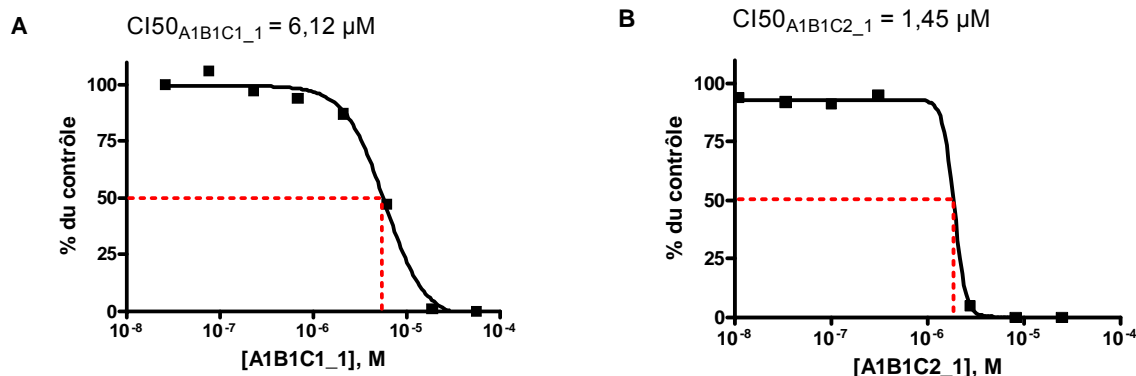 A
CI50A1B1C1_1 = 6,12 µM
% du contrôle
100
75
50
25
0
10-8
10-7
10-6
10-5
10-4
[A1B1C1_1], M
B
CI50A1B1C2_1 = 1,45 µM
% du contrôle
100
75
50
25
0
10-8
10-7
10-6
10-5
10-4
[A1B1C2_1], M